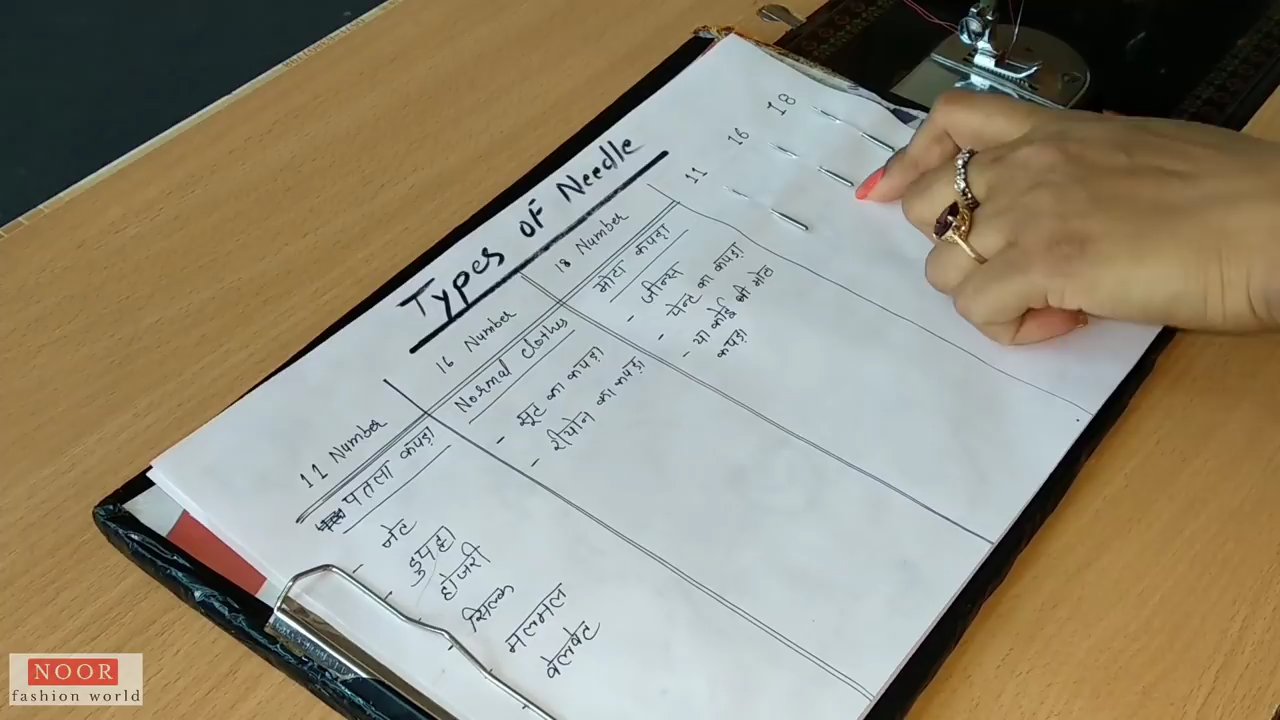 Types of Needle
11 Number
16 Number
18 Number
पतला कपड़ा
- नेट
- दुपट्टा
होजरी
- सिल्क
- मलमल
वेलवेट
Normal Clothes
- सूट का कपड़ा
- रीयोन का कपड़ा
मोटा कपड़ा
- जीन्स
- पेन्ट का कपड़ा
- या कोई भी मोटा
कपड़ा
11
16
18
NOOR
fashion world